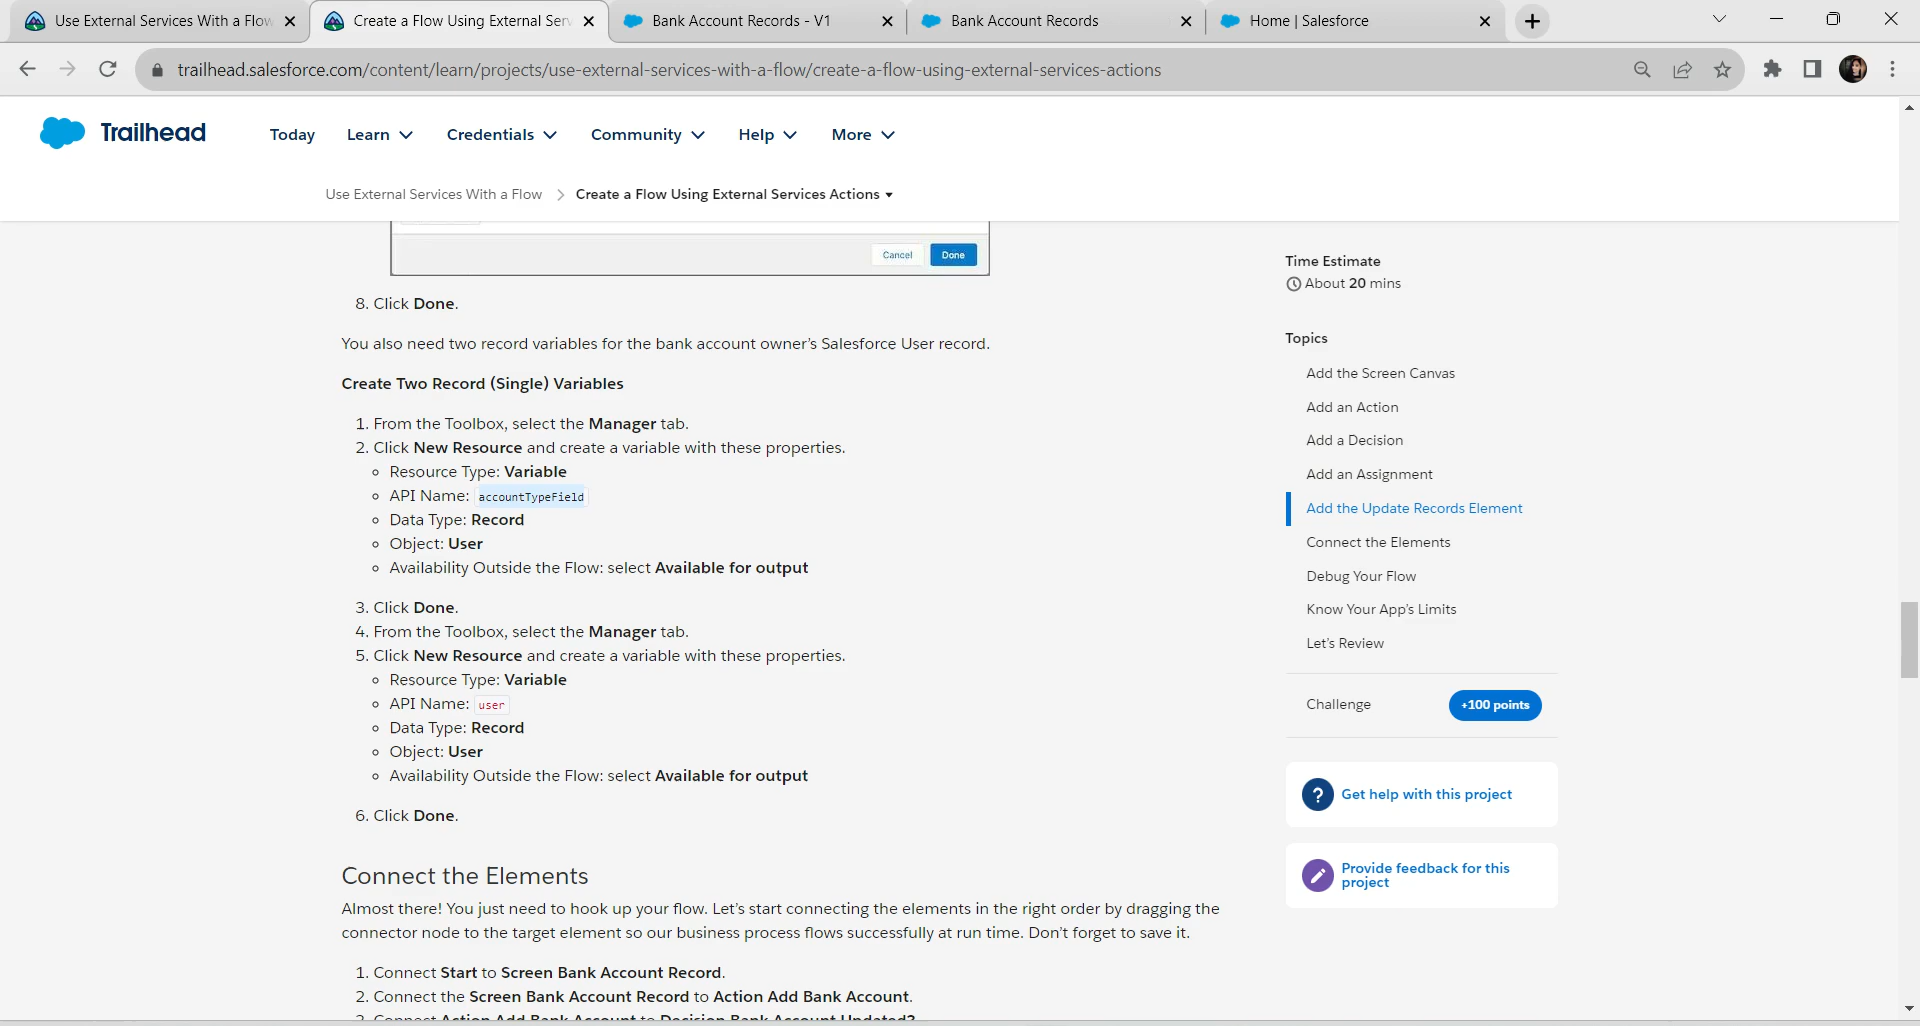 Use External Services With a Flow
Create a Flow Using External Serv
Bank Account Records - V1
Bank Account Records
Home | Salesforce
trailhead.salesforce.com/content/learn/projects/use-external-services-with-a-flow/create-a-flow-using-external-services-actions
Trailhead
Today
Learn
Credentials
Community
Help
More
Use External Services With a Flow > Create a Flow Using External Services Actions
Cancel
Done
8. Click Done.
You also need two record variables for the bank account owner's Salesforce User record.
Create Two Record (Single) Variables
1. From the Toolbox, select the Manager tab.
2. Click New Resource and create a variable with these properties.
Resource Type: Variable
API Name: accountTypeField
Data Type: Record
Object: User
Availability Outside the Flow: select Available for output
3. Click Done.
4. From the Toolbox, select the Manager tab.
5. Click New Resource and create a variable with these properties.
Resource Type: Variable
API Name: user
Data Type: Record
Object: User
Availability Outside the Flow: select Available for output
6. Click Done.
Connect the Elements
Almost there! You just need to hook up your flow. Let's start connecting the elements in the right order by dragging the
connector node to the target element so our business process flows successfully at run time. Don't forget to save it.
1. Connect Start to Screen Bank Account Record.
2. Connect the Screen Bank Account Record to Action Add Bank Account.
3. Connect Action Add Bank Account to Decision Bank Account Updated?
Time Estimate
About 20 mins
Topics
Add the Screen Canvas
Add an Action
Add a Decision
Add an Assignment
Add the Update Records Element
Connect the Elements
Debug Your Flow
Know Your App's Limits
Let's Review
Challenge
+100 points
? Get help with this project
Provide feedback for this
project